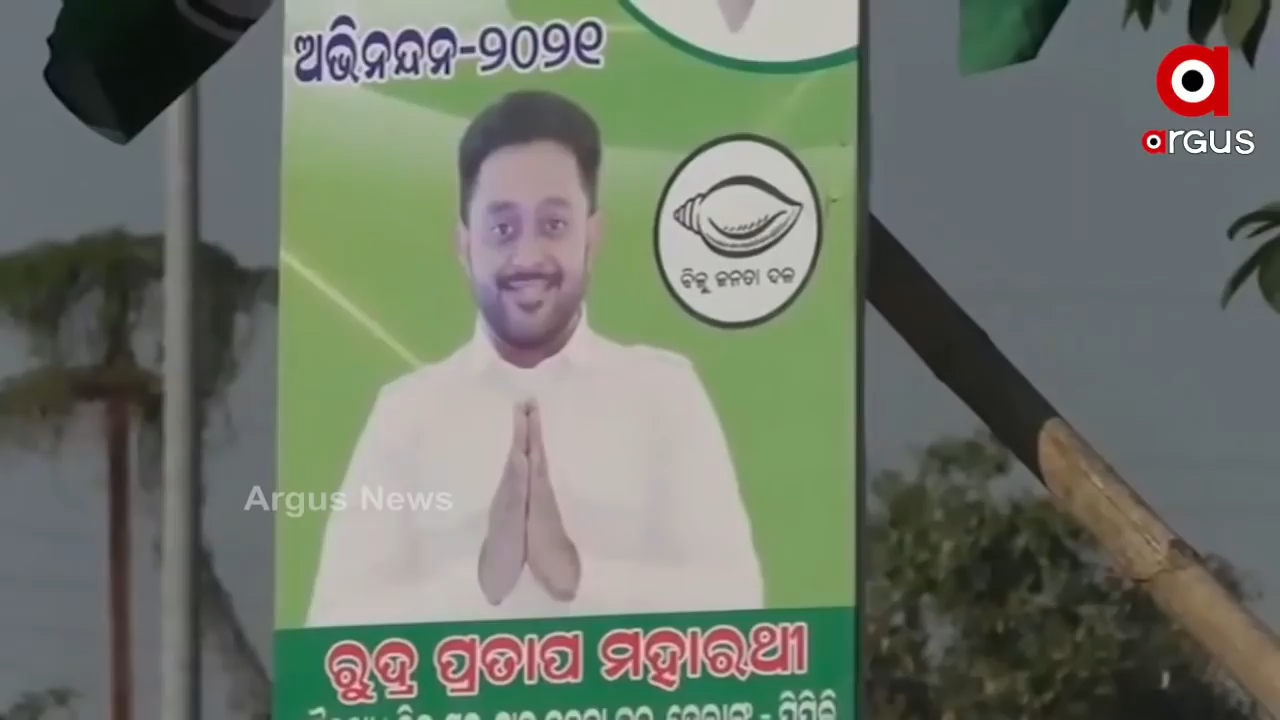 ଅଭିନନ୍ଦନ-୨୦୨୧
argus
ବିଜୁ ଜନତା ଦଳ
Argus News
ରୁଦ୍ର ପ୍ରତାପ ମହାରଥୀ
ଡେଲାଙ୍ଗ - ପିପିଲି